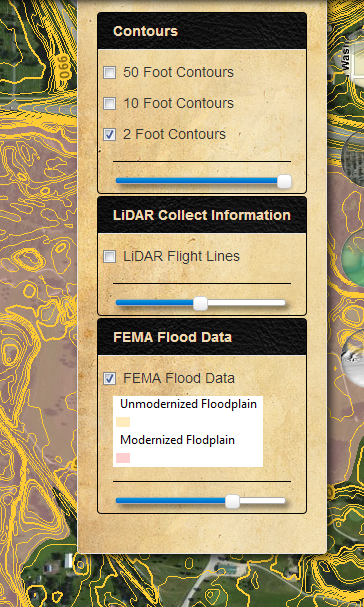 Contours
50 Foot Contours
10 Foot Contours
2 Foot Contours
LiDAR Collect Information
LiDAR Flight Lines
FEMA Flood Data
FEMA Flood Data
Unmodernized Floodplain
Modernized Flodplain
660
Was